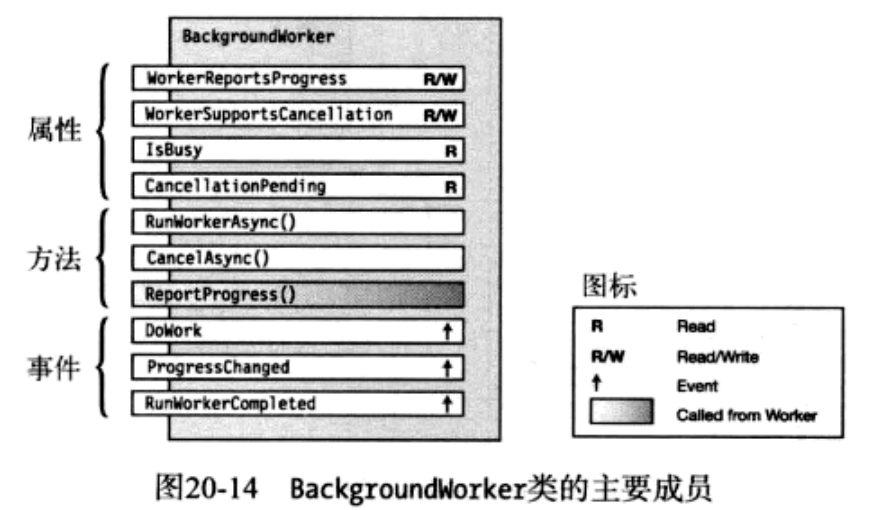 BackgroundWorker
属性
WorkerReportsProgress R/W
WorkerSupportsCancellation R/W
IsBusy R
CancellationPending R
方法
RunWorkerAsync()
CancelAsync()
ReportProgress()
事件
DoWork ↑
ProgressChanged ↑
RunWorkerCompleted ↑
图标
R Read
R/W Read/Write
↑ Event
Called from Worker
图20-14 BackgroundWorker类的主要成员